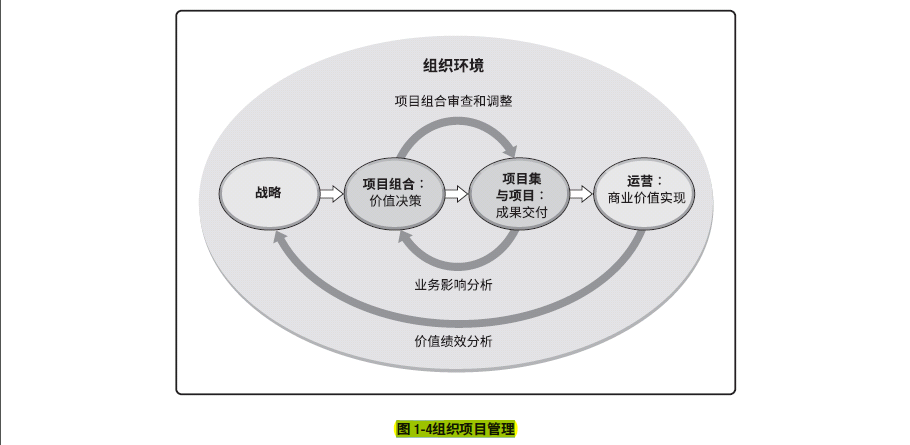 组织环境
项目组合审查和调整
战略
项目组合：
价值决策
项目集
与项目：
成果交付
运营：
商业价值实现
业务影响分析
价值绩效分析
图 1-4组织项目管理